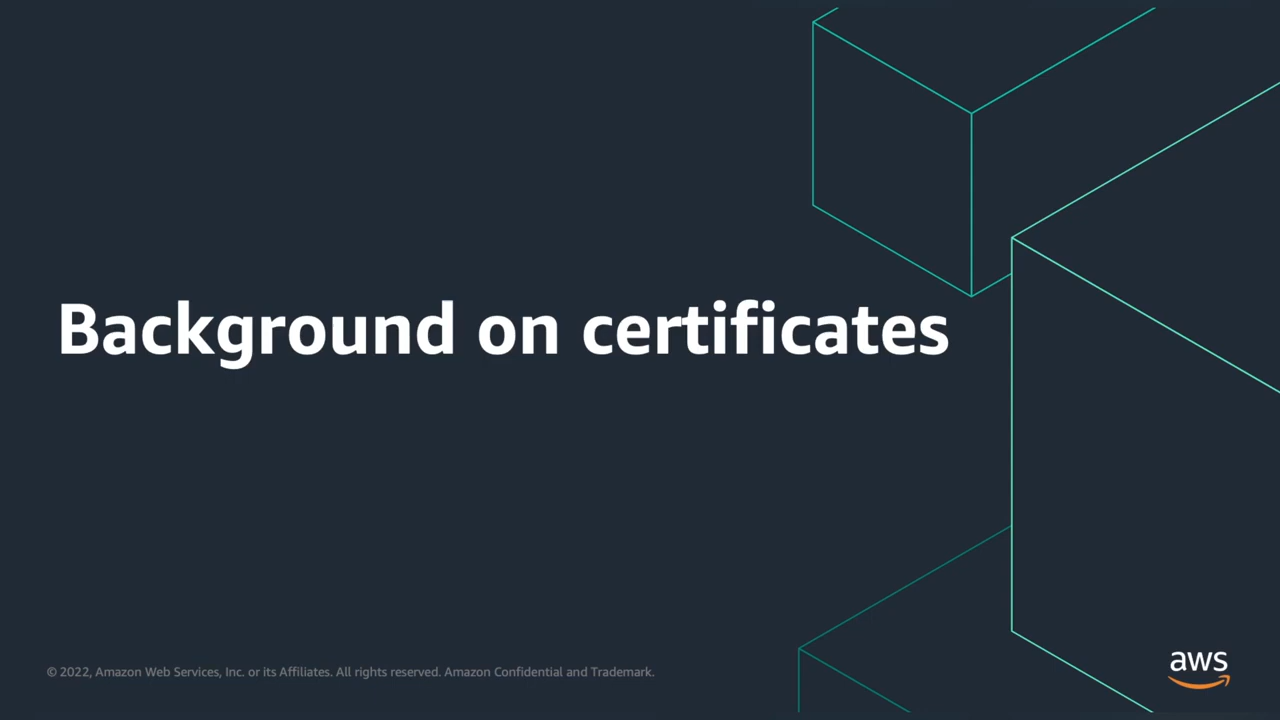 Background on certificates
© 2022, Amazon Web Services, Inc. or its Affiliates. All rights reserved. Amazon Confidential and Trademark.
aws